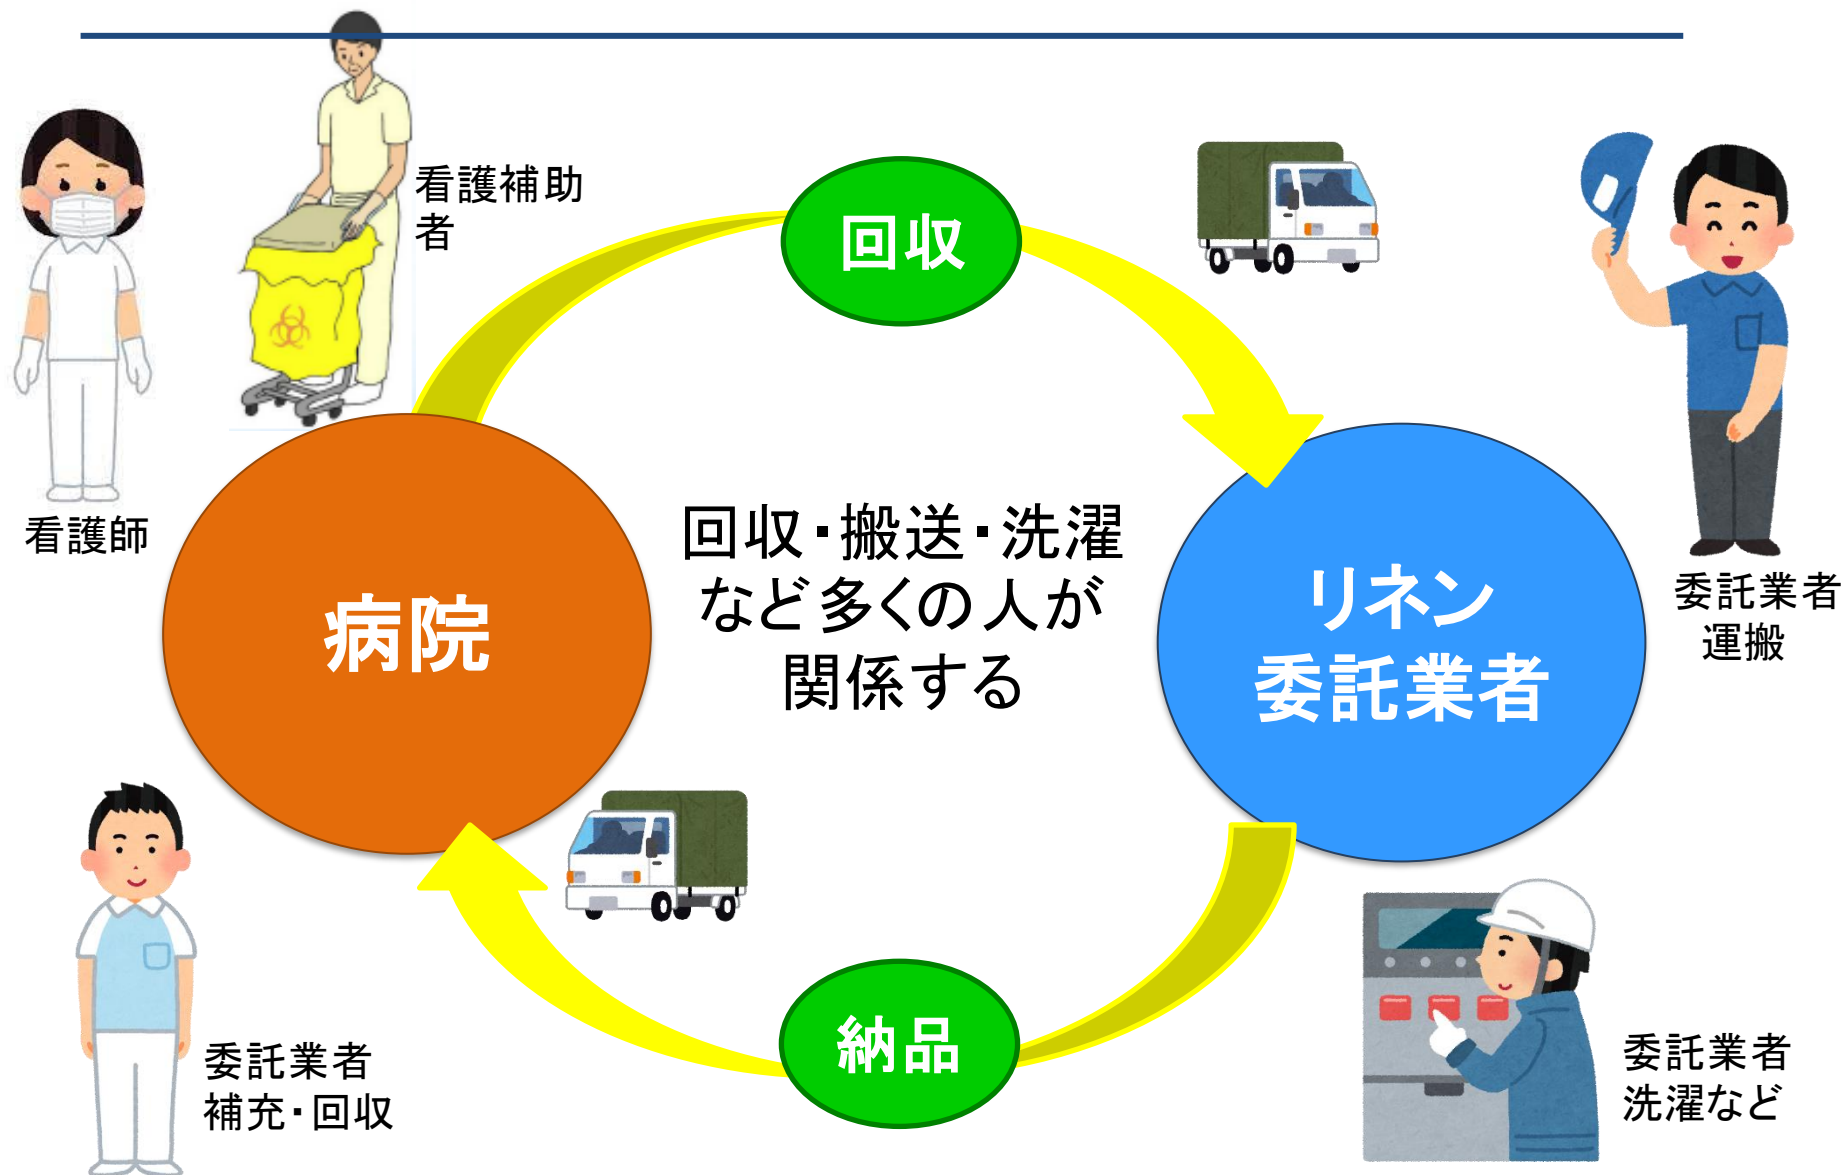 看護補助
者
回収
看護師
回収・搬送・洗濯
など多くの人が
関係する
病院
リネン
委託業者
委託業者
運搬
納品
委託業者
補充・回収
委託業者
洗濯など